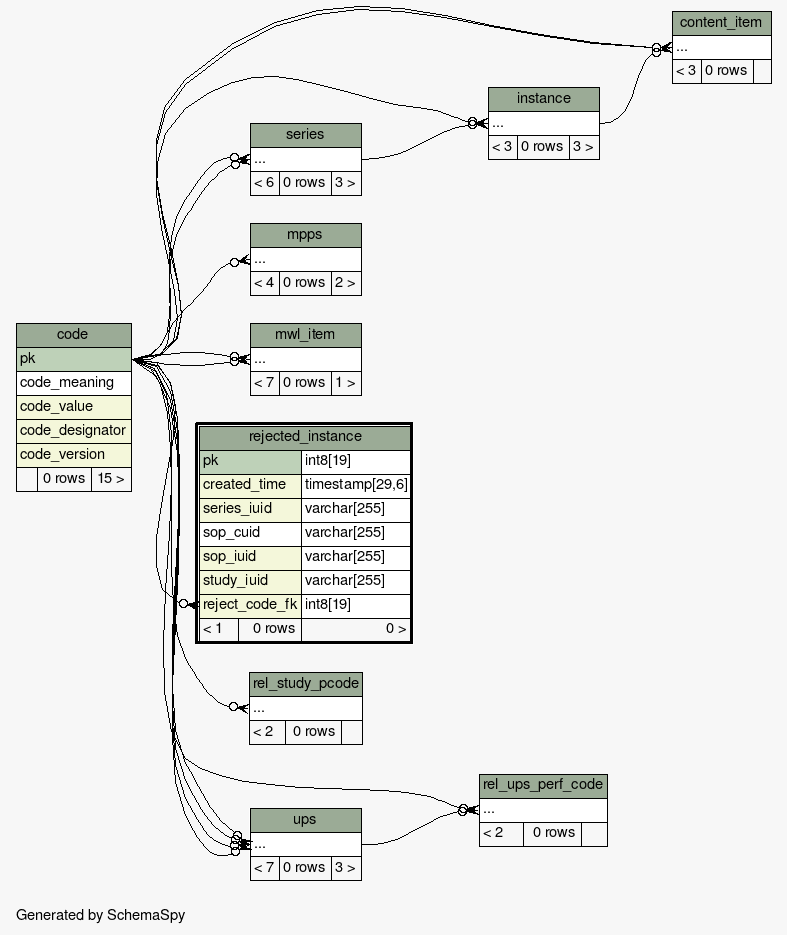 content_item
...
< 3 0 rows
instance
...
< 3 0 rows 3 >
series
...
< 6 0 rows 3 >
mpps
...
< 4 0 rows 2 >
mwl_item
...
< 7 0 rows 1 >
code
pk
code_meaning
code_value
code_designator
code_version
0 rows 15 >
rejected_instance
pk int8[19]
created_time timestamp[29,6]
series_iuid varchar[255]
sop_cuid varchar[255]
sop_iuid varchar[255]
study_iuid varchar[255]
reject_code_fk int8[19]
< 1 0 rows 0 >
rel_study_pcode
...
< 2 0 rows
rel_ups_perf_code
...
< 2 0 rows
ups
...
< 7 0 rows 3 >
Generated by SchemaSpy